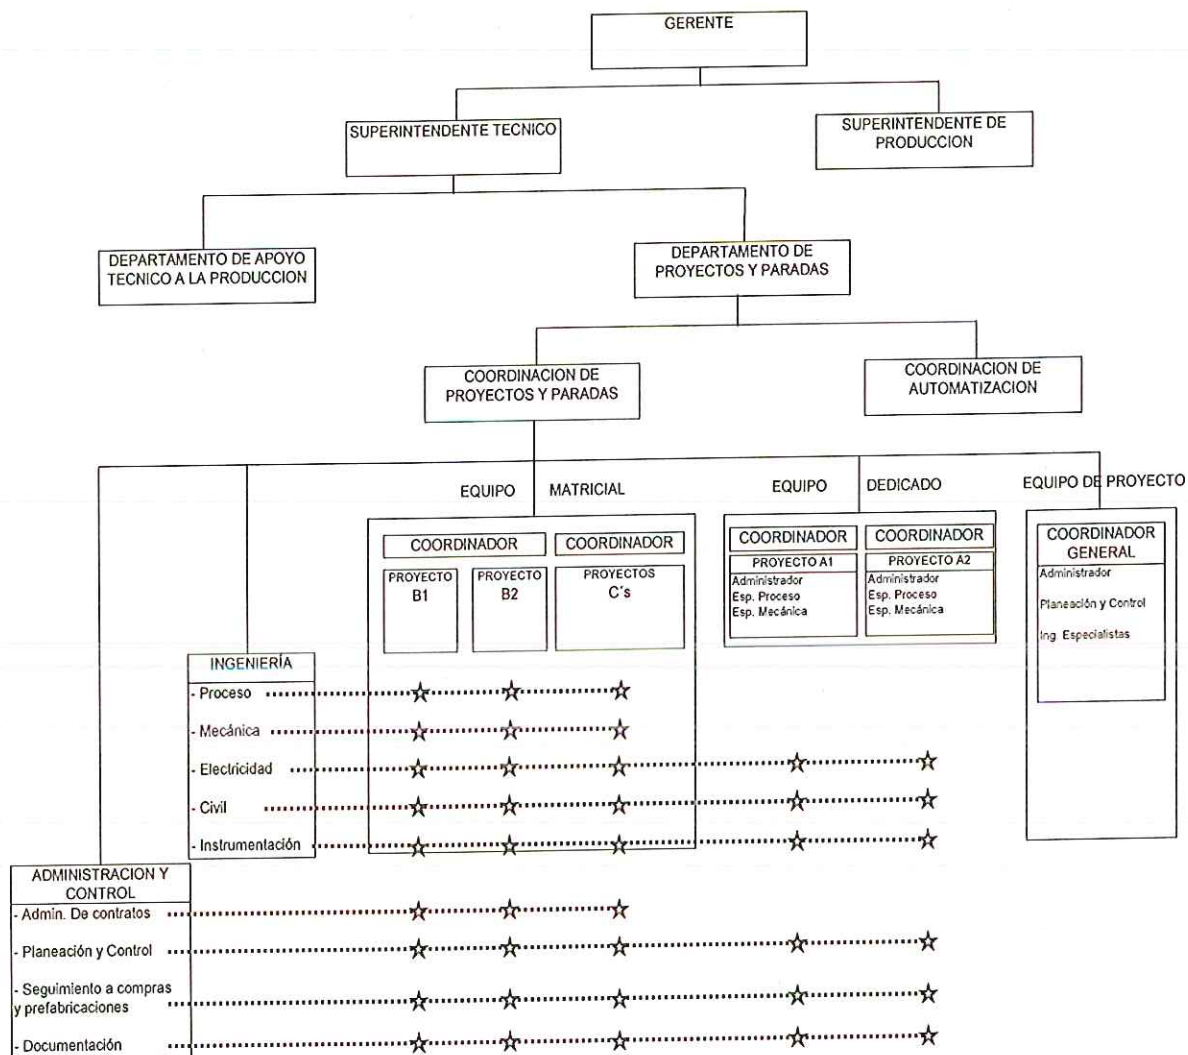 GERENTE
SUPERINTENDENTE TECNICO
SUPERINTENDENTE DE
PRODUCCION
DEPARTAMENTO DE APOYO
TECNICO A LA PRODUCCION
DEPARTAMENTO DE
PROYECTOS Y PARADAS
COORDINACION DE
PROYECTOS Y PARADAS
COORDINACION DE
AUTOMATIZACION
EQUIPO MATRICIAL
EQUIPO DEDICADO
EQUIPO DE PROYECTO
COORDINADOR
COORDINADOR
PROYECTO
B1
PROYECTO
B2
PROYECTOS
C´s
COORDINADOR
COORDINADOR
PROYECTO A1
Administrador
Esp. Proceso
Esp. Mecánica
PROYECTO A2
Administrador
Esp. Proceso
Esp. Mecánica
COORDINADOR
GENERAL
Administrador
Planeación y Control
Ing. Especialistas
INGENIERÍA
- Proceso
- Mecánica
- Electricidad
- Civil
- Instrumentación
ADMINISTRACION Y
CONTROL
- Admin. De contratos
- Planeación y Control
- Seguimiento a compras
y prefabricaciones
- Documentación